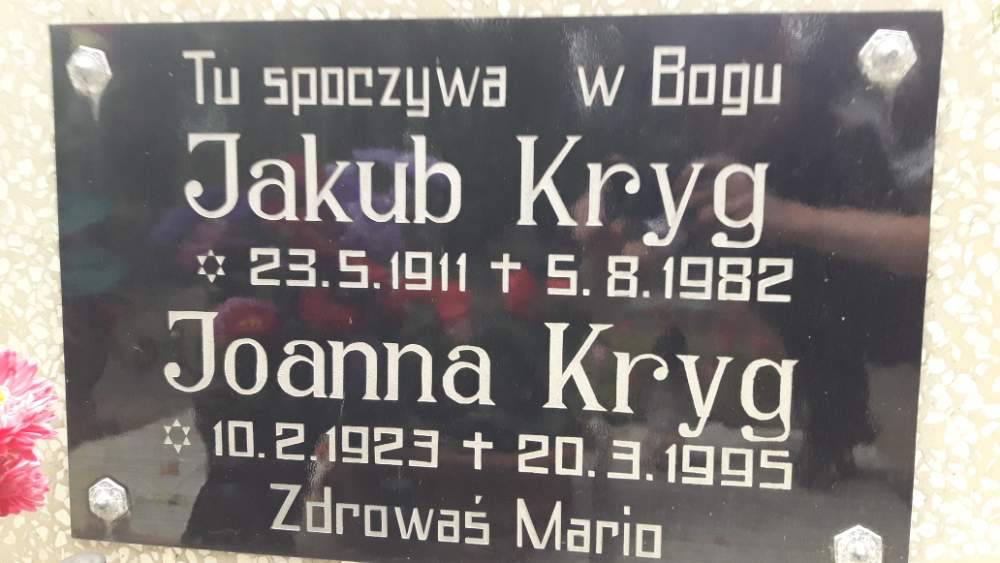 Tu spoczywa w Bogu
Jakub Kryg
✡ 23.5.1911 † 5.8.1982
Joanna Kryg
✡ 10.2.1923 † 20.3.1995
Zdrowaś Mario